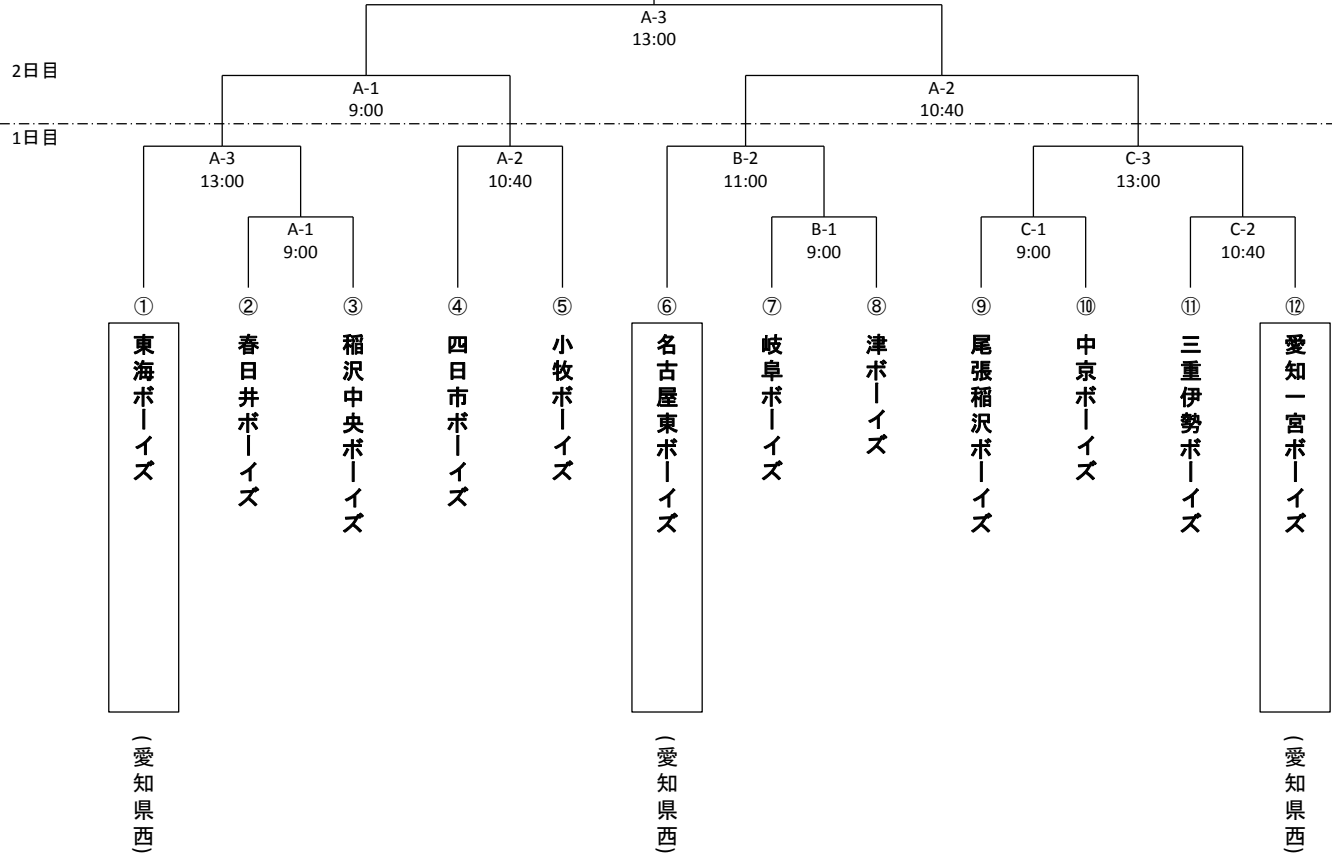 A-3
13:00
2日目
A-1
9:00
A-2
10:40
1日目
A-3
13:00
A-2
10:40
B-2
11:00
C-3
13:00
A-1
9:00
B-1
9:00
C-1
9:00
C-2
10:40
①
②
③
④
⑤
⑥
⑦
⑧
⑨
⑩
⑪
⑫
東海ボーイズ
春日井ボーイズ
稲沢中央ボーイズ
四日市ボーイズ
小牧ボーイズ
名古屋東ボーイズ
岐阜ボーイズ
津ボーイズ
尾張稲沢ボーイズ
中京ボーイズ
三重伊勢ボーイズ
愛知一宮ボーイズ
(愛知県西)
(愛知県西)
(愛知県西)